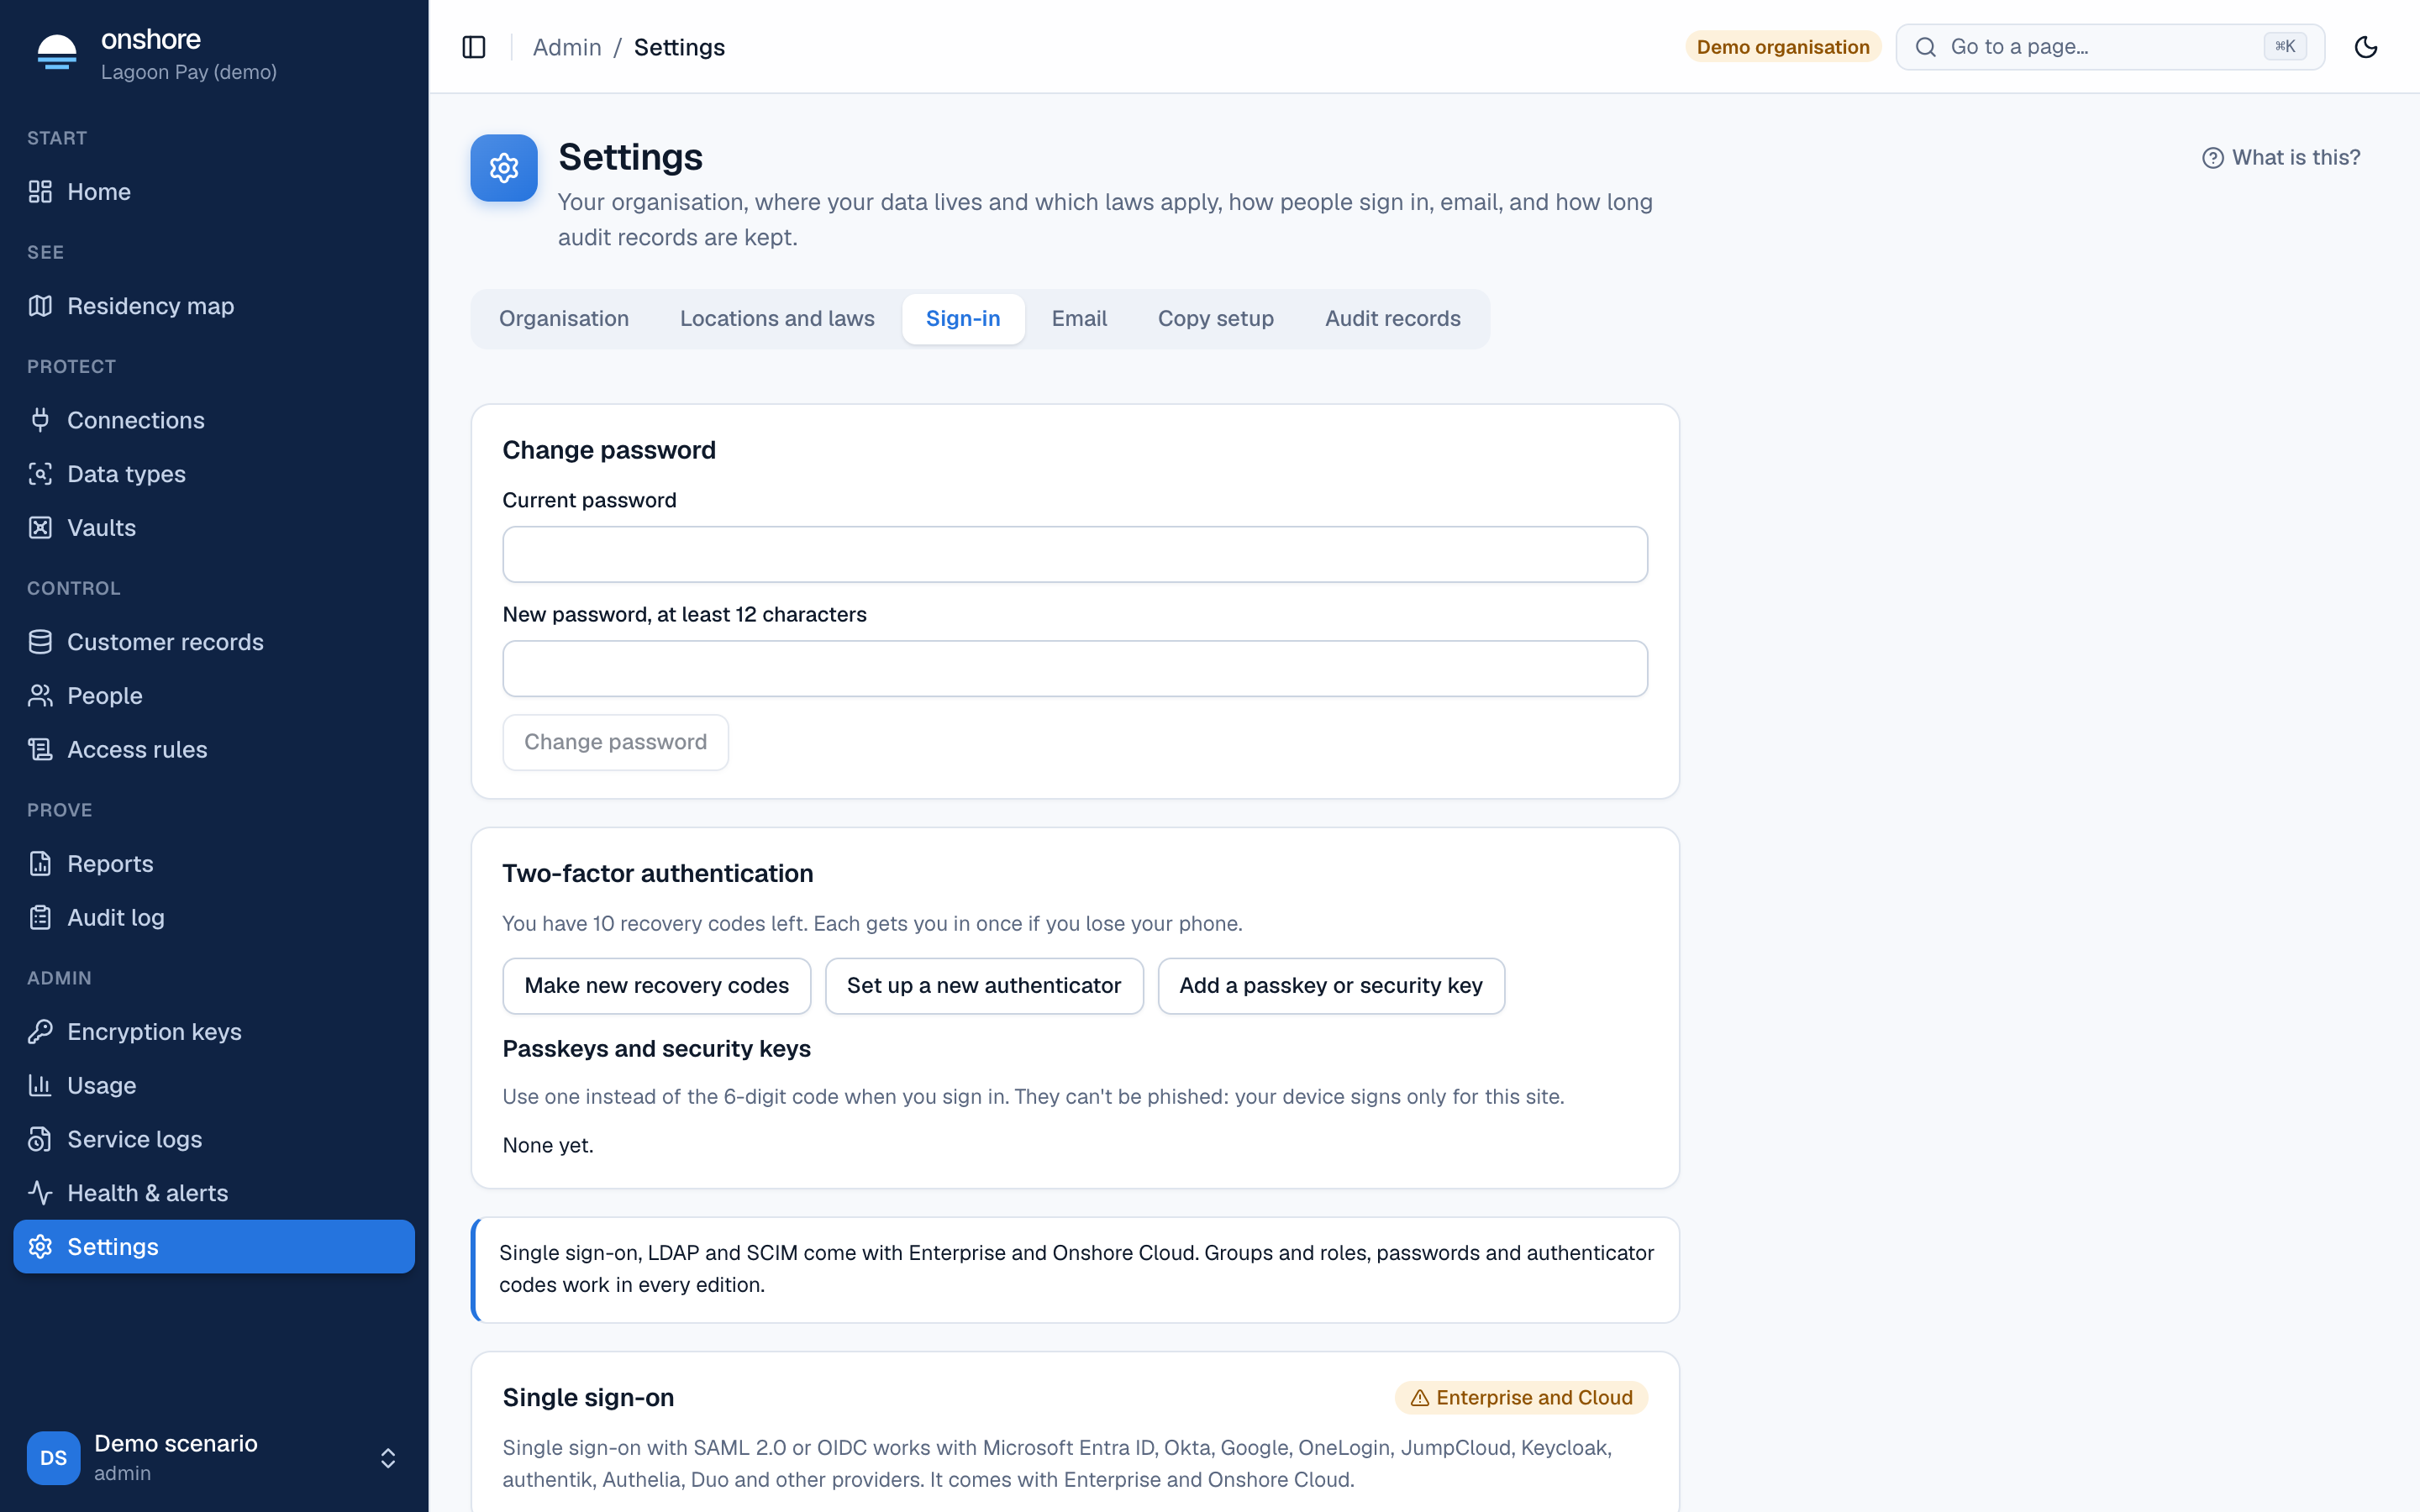 onshore
Lagoon Pay (demo)
START
Home
SEE
Residency map
PROTECT
Connections
Data types
Vaults
CONTROL
Customer records
People
Access rules
PROVE
Reports
Audit log
ADMIN
Encryption keys
Usage
Service logs
Health & alerts
Settings
DS
Demo scenario
admin
Admin / Settings
Demo organisation
Go to a page...
⌘K
Settings
What is this?
Your organisation, where your data lives and which laws apply, how people sign in, email, and how long
audit records are kept.
Organisation
Locations and laws
Sign-in
Email
Copy setup
Audit records
Change password
Current password
New password, at least 12 characters
Change password
Two-factor authentication
You have 10 recovery codes left. Each gets you in once if you lose your phone.
Make new recovery codes
Set up a new authenticator
Add a passkey or security key
Passkeys and security keys
Use one instead of the 6-digit code when you sign in. They can't be phished: your device signs only for this site.
None yet.
Single sign-on, LDAP and SCIM come with Enterprise and Onshore Cloud. Groups and roles, passwords and authenticator
codes work in every edition.
Single sign-on
Enterprise and Cloud
Single sign-on with SAML 2.0 or OIDC works with Microsoft Entra ID, Okta, Google, OneLogin, JumpCloud, Keycloak,
authentik, Authelia, Duo and other providers. It comes with Enterprise and Onshore Cloud.